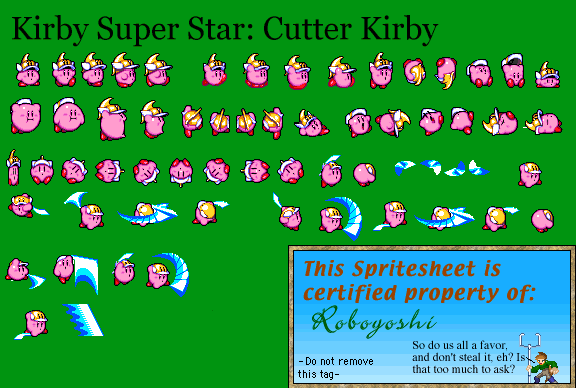 Kirby Super Star: Cutter Kirby
This Spritesheet is
certified property of:
Roboyoshi
So do us all a favor,
and don't steal it, eh? Is
that too much to ask?
-Do not remove
this tag-